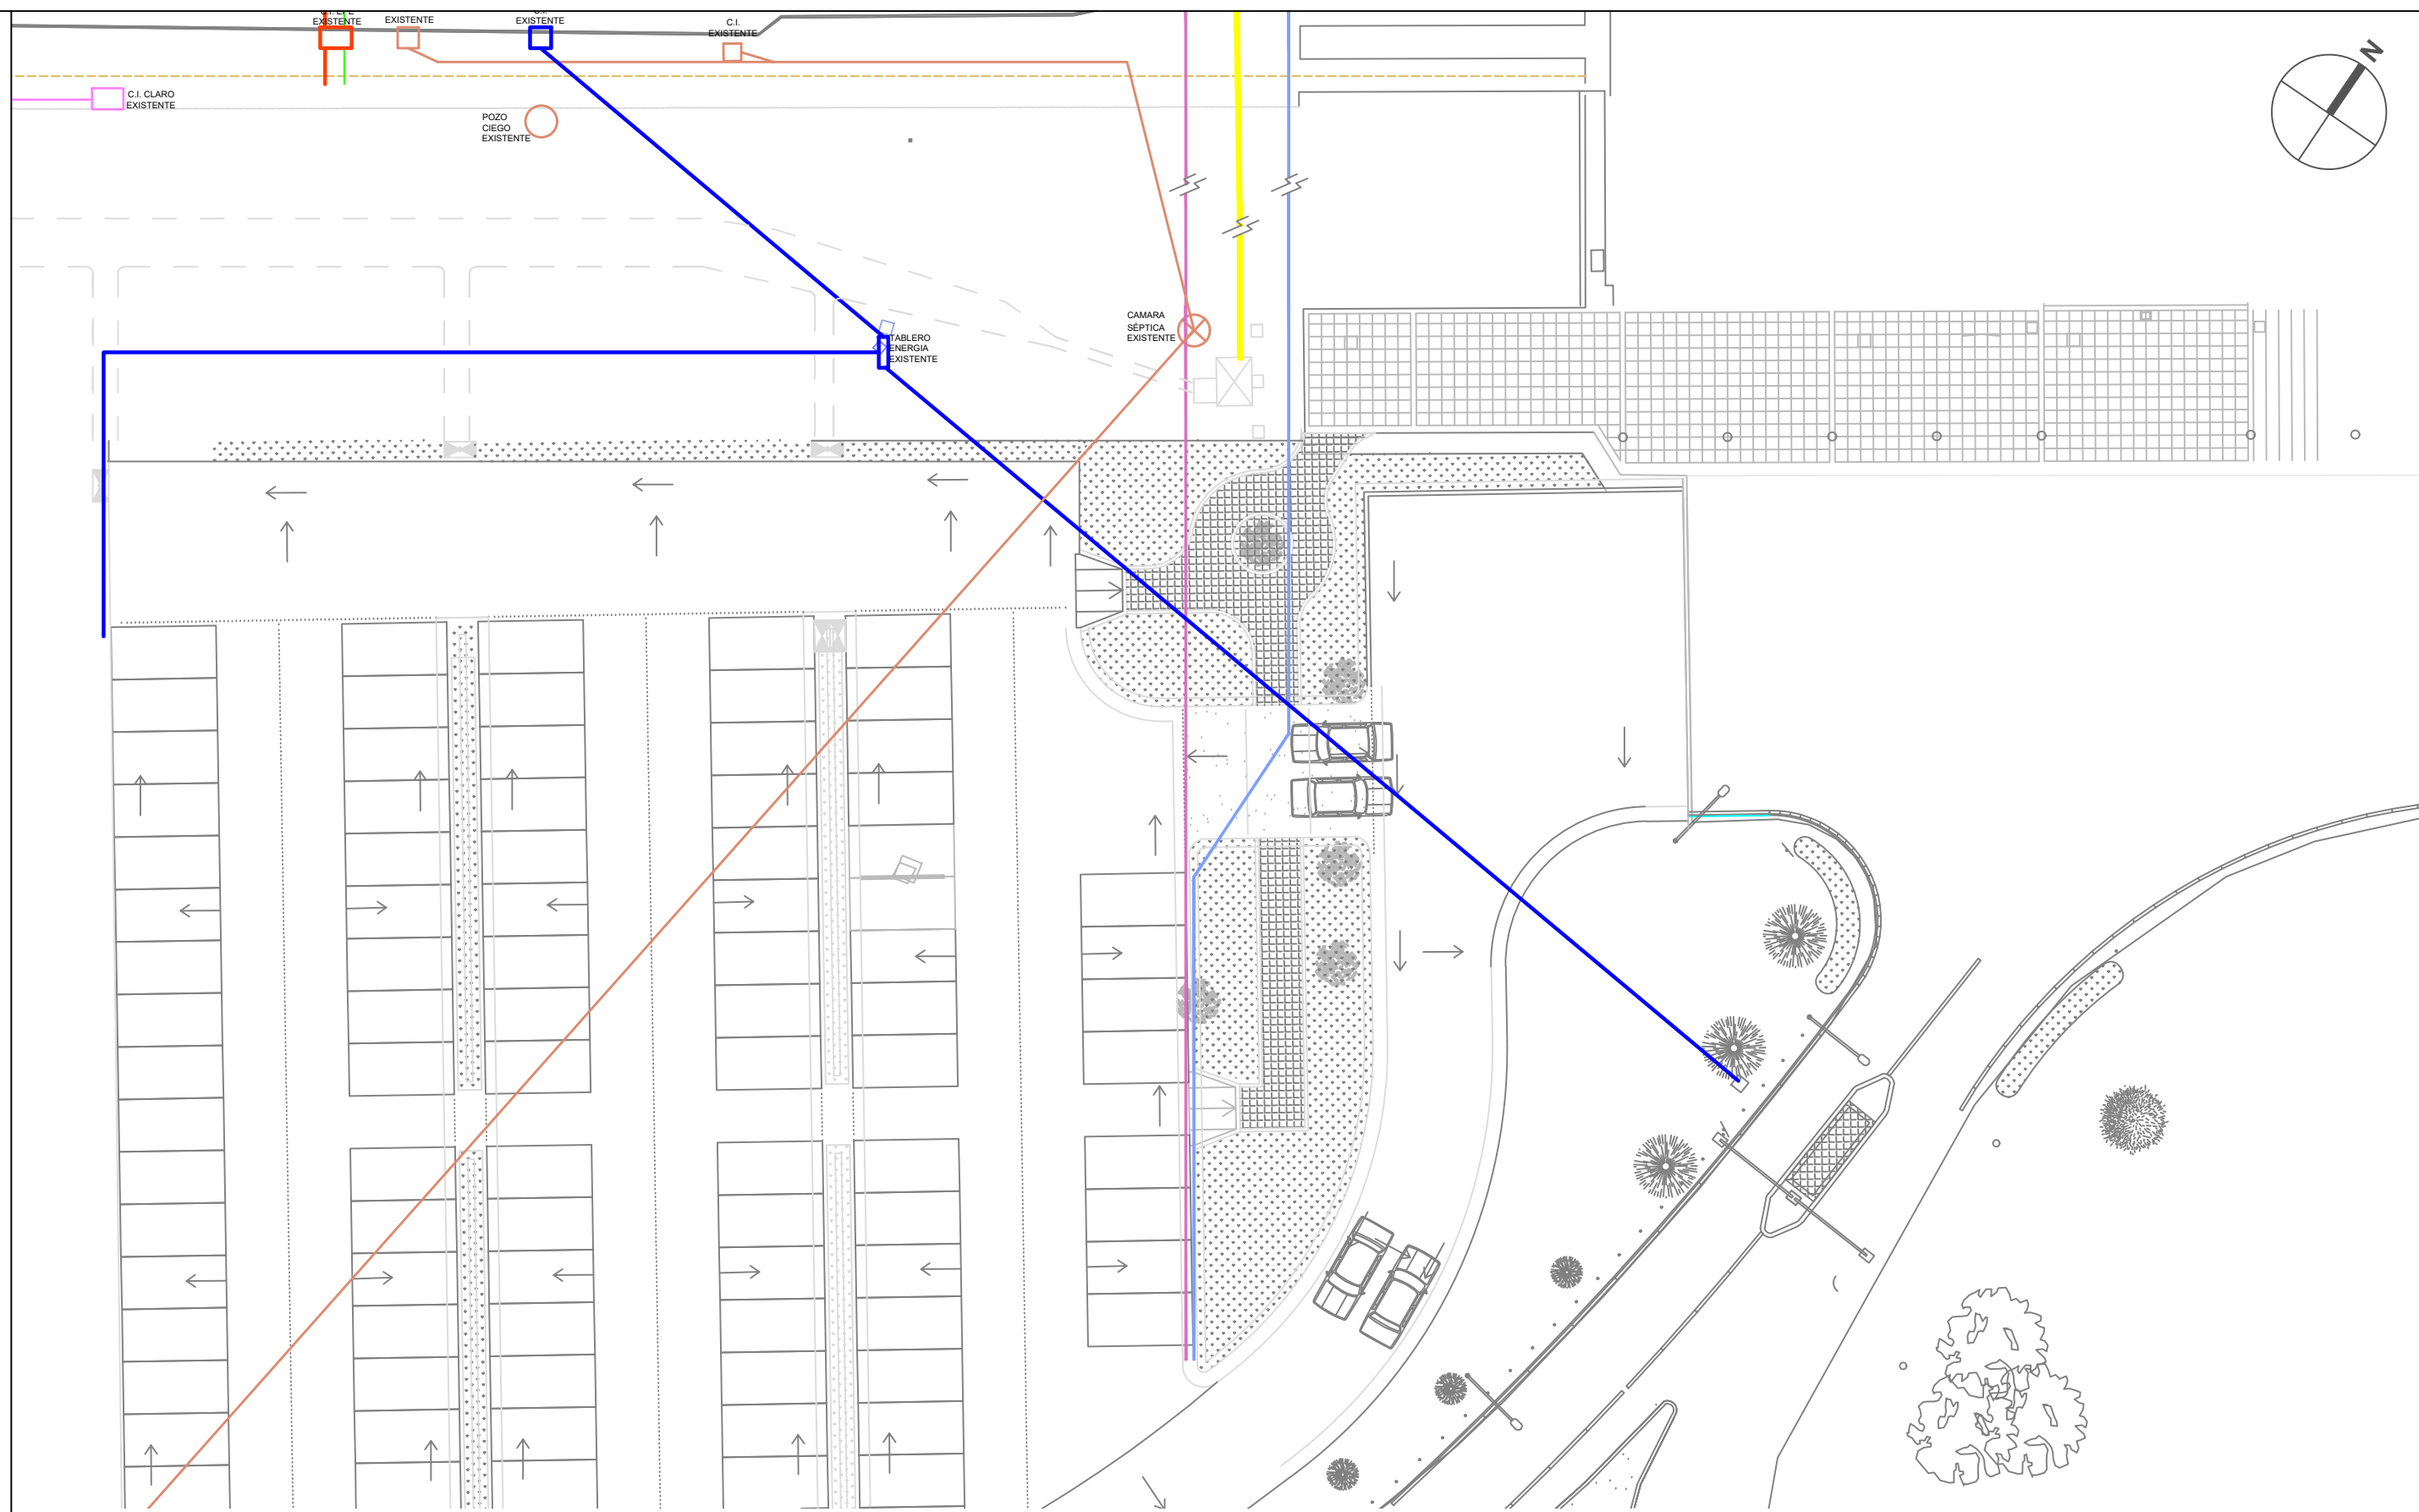 EXISTENTE
EXISTENTE
EXISTENTE
C.I.
EXISTENTE
C.I. CLARO
EXISTENTE
POZO
CIEGO
EXISTENTE
N
CAMARA
SÉPTICA
EXISTENTE
TABLERO
ENERGIA
EXISTENTE